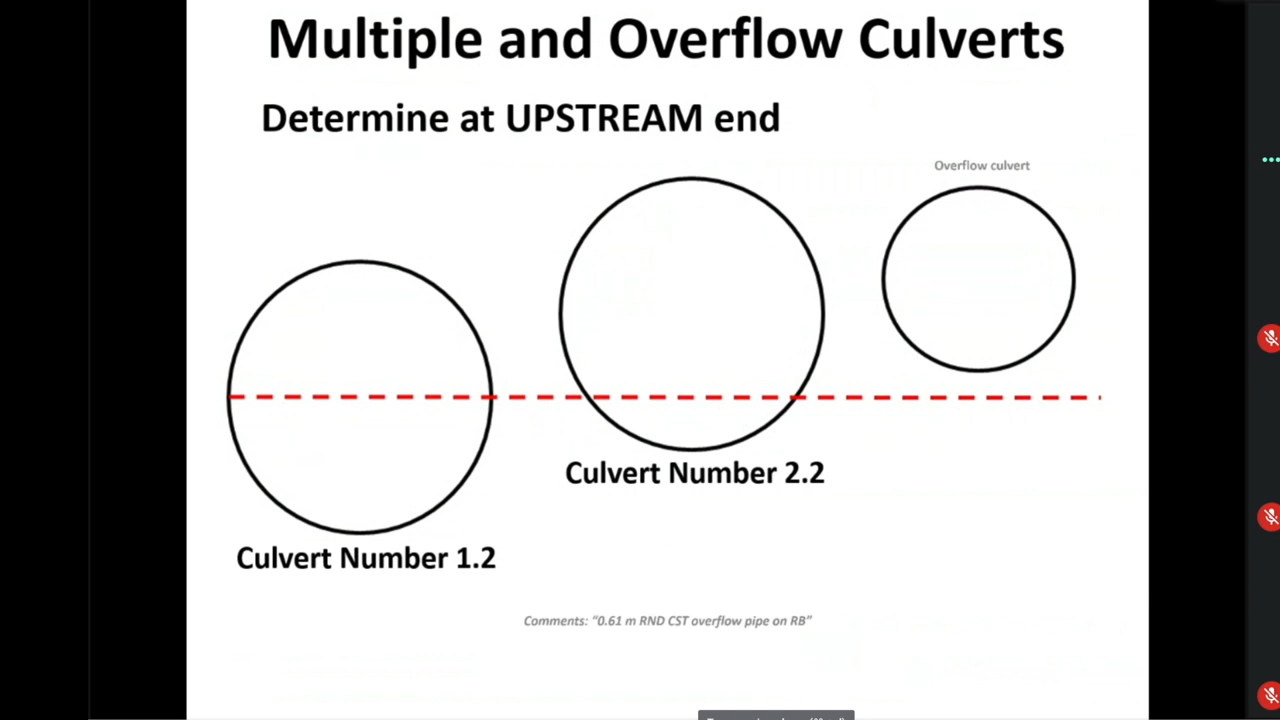 Multiple and Overflow Culverts
Determine at UPSTREAM end
Overflow culvert
Culvert Number 2.2
Culvert Number 1.2
Comments: “0.61 m RND CST overflow pipe on RB”